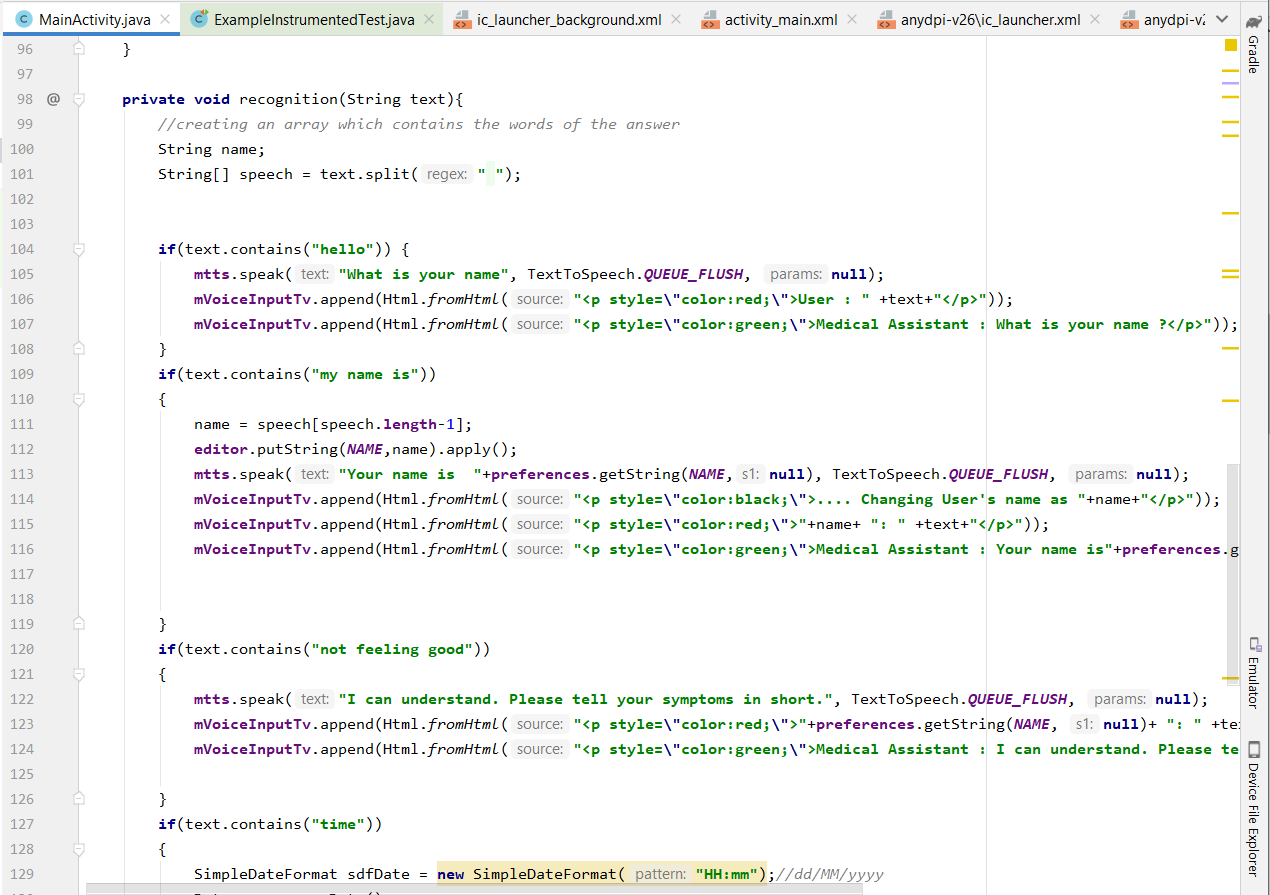 MainActivity.java × ExampleInstrumentedTest.java × ic_launcher_background.xml × activity_main.xml × anydpi-v26\ic_launcher.xml × anydpi-v2
96 }
97
98 @ private void recognition(String text){
99 //creating an array which contains the words of the answer
100 String name;
101 String[] speech = text.split( regex: " ");
102
103
104 if(text.contains("hello")) {
105 mtts.speak( text: "What is your name", TextToSpeech.QUEUE_FLUSH, params: null);
106 mVoiceInputTv.append(Html.fromHtml( source: "<p style=\"color:red;\">User : " +text+"</p>"));
107 mVoiceInputTv.append(Html.fromHtml( source: "<p style=\"color:green;\">Medical Assistant : What is your name ?</p>"));
108 }
109 if(text.contains("my name is"))
110 {
111 name = speech[speech.length-1];
112 editor.putString(NAME,name).apply();
113 mtts.speak( text: "Your name is  "+preferences.getString(NAME, s1: null), TextToSpeech.QUEUE_FLUSH, params: null);
114 mVoiceInputTv.append(Html.fromHtml( source: "<p style=\"color:black;\">.... Changing User's name as "+name+"</p>"));
115 mVoiceInputTv.append(Html.fromHtml( source: "<p style=\"color:red;\">"+name+ ": " +text+"</p>"));
116 mVoiceInputTv.append(Html.fromHtml( source: "<p style=\"color:green;\">Medical Assistant : Your name is"+preferences.g
117
118
119 }
120 if(text.contains("not feeling good"))
121 {
122 mtts.speak( text: "I can understand. Please tell your symptoms in short.", TextToSpeech.QUEUE_FLUSH, params: null);
123 mVoiceInputTv.append(Html.fromHtml( source: "<p style=\"color:red;\">"+preferences.getString(NAME, s1: null)+ ": " +tex
124 mVoiceInputTv.append(Html.fromHtml( source: "<p style=\"color:green;\">Medical Assistant : I can understand. Please te
125
126 }
127 if(text.contains("time"))
128 {
129 SimpleDateFormat sdfDate = new SimpleDateFormat( pattern: "HH:mm");//dd/MM/yyyy
Gradle
Emulator
Device File Explorer